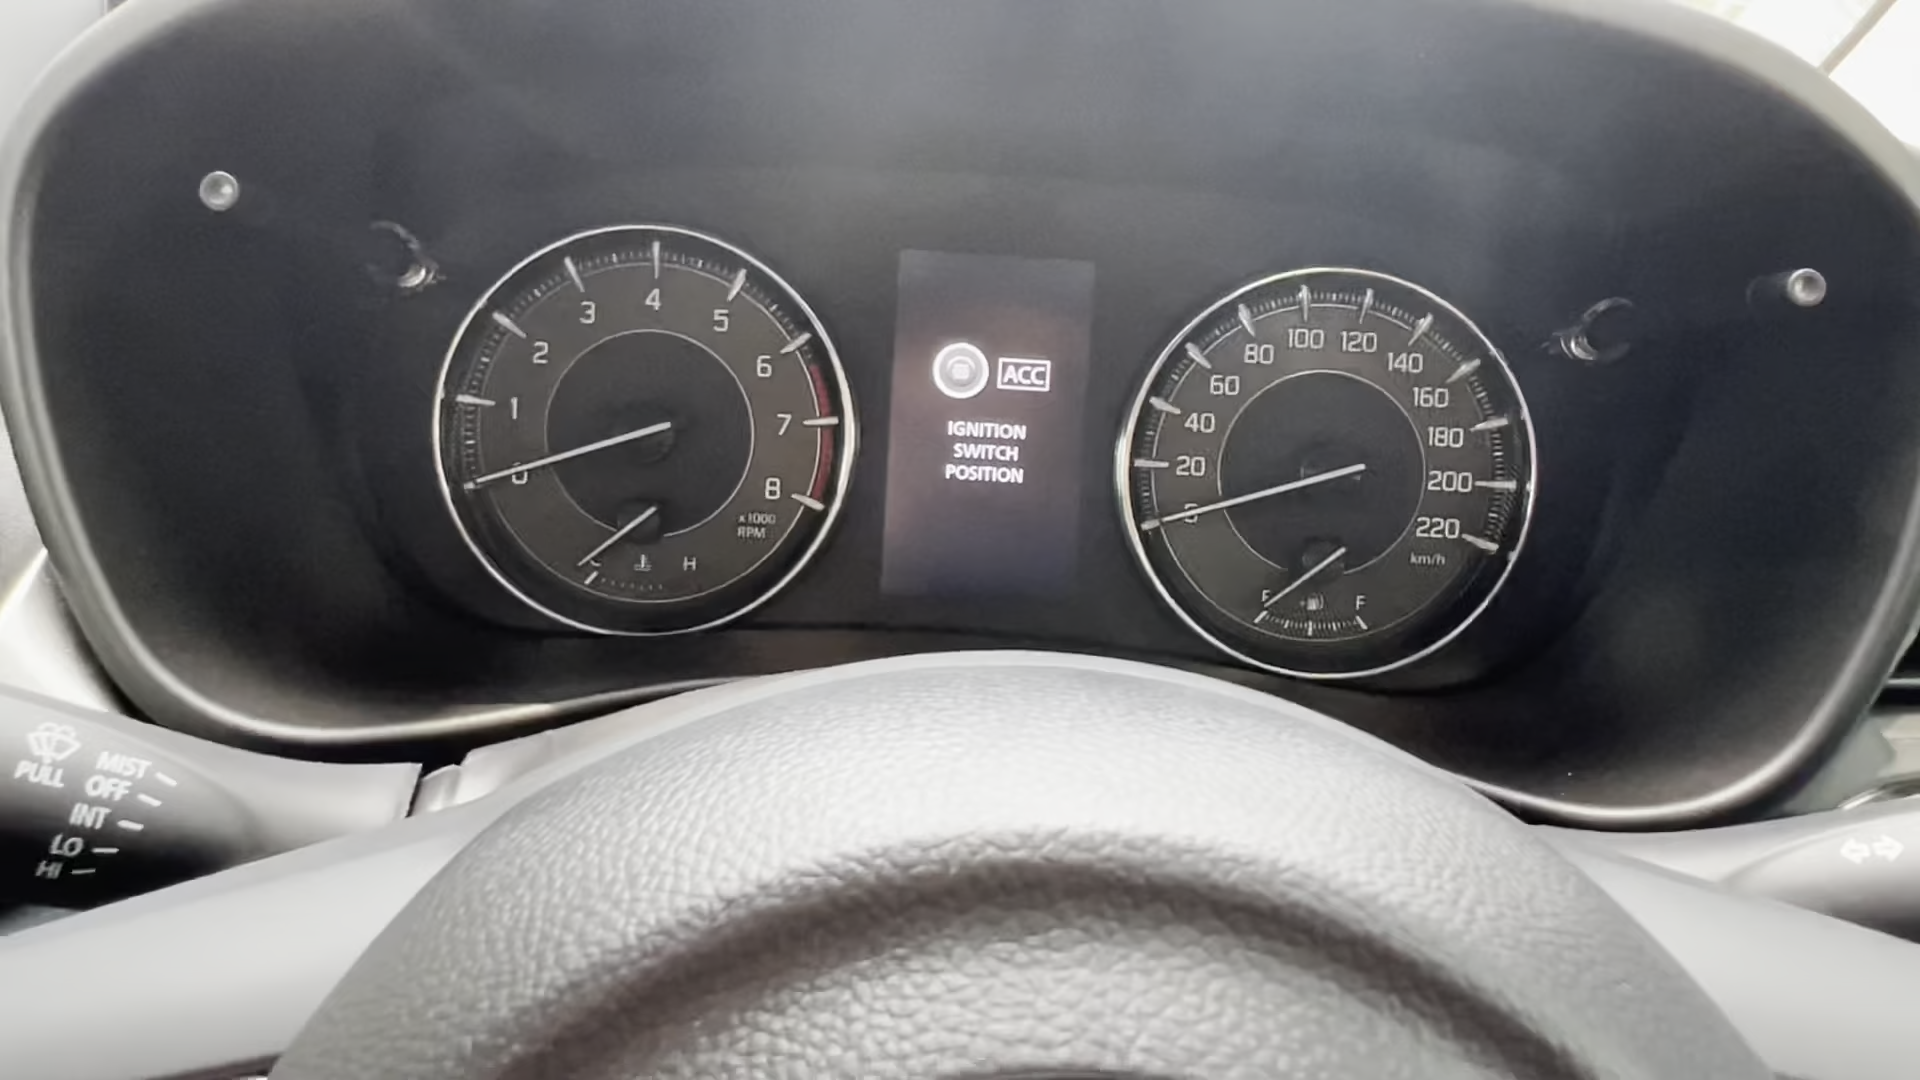 0
1
2
3
4
5
6
7
8
x1000
RPM
H
ACC
IGNITION
SWITCH
POSITION
20
40
60
80
100
120
140
160
180
200
220
km/h
F
MIST
PULL OFF
INT
LO
HI